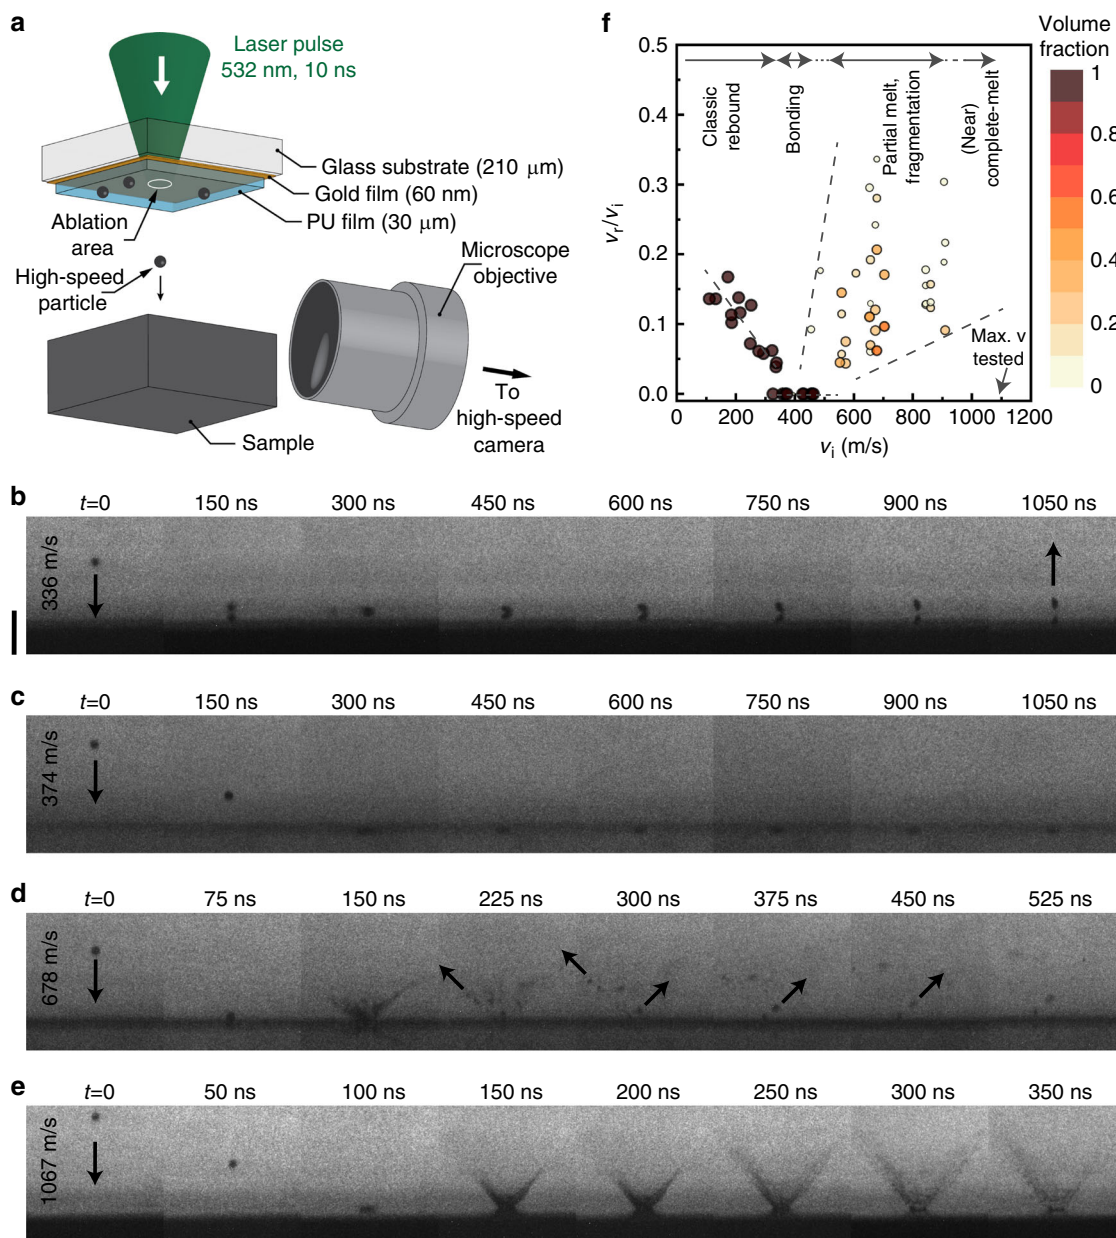 a
Laser pulse
532 nm, 10 ns
Glass substrate (210 μm)
Gold film (60 nm)
PU film (30 μm)
Ablation
area
High-speed
particle
Microscope
objective
To
high-speed
camera
Sample
f
Volume
fraction
0.5
0.4
0.3
0.2
0.1
0.0
v_r/v_i
Classic
rebound
Bonding
Partial melt,
fragmentation
(Near)
complete-melt
Max. v
tested
0 200 400 600 800 1000 1200
v_i (m/s)
1
0.8
0.6
0.4
0.2
0
b
t=0 150 ns 300 ns 450 ns 600 ns 750 ns 900 ns 1050 ns
336 m/s
c
t=0 150 ns 300 ns 450 ns 600 ns 750 ns 900 ns 1050 ns
374 m/s
d
t=0 75 ns 150 ns 225 ns 300 ns 375 ns 450 ns 525 ns
678 m/s
e
t=0 50 ns 100 ns 150 ns 200 ns 250 ns 300 ns 350 ns
1067 m/s